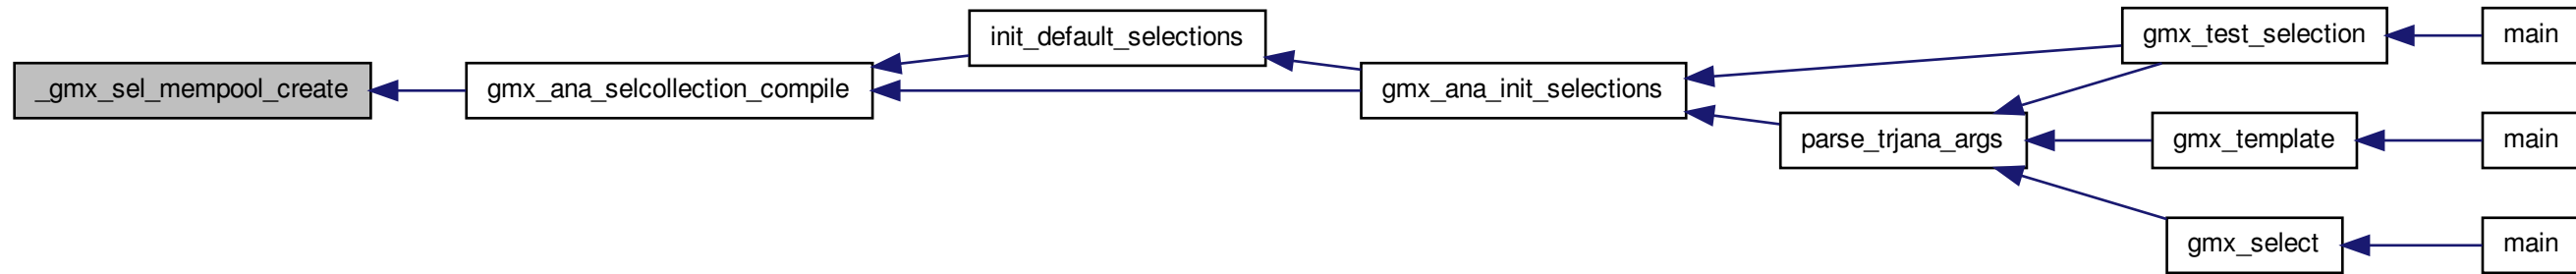 _gmx_sel_mempool_create
gmx_ana_selcollection_compile
init_default_selections
gmx_ana_init_selections
parse_trjana_args
gmx_test_selection
main
gmx_template
main
gmx_select
main